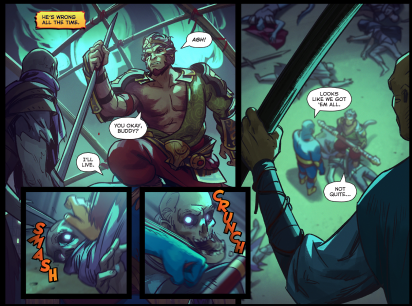 HE'S WRONG
ALL THE TIME.
AGH!
YOU OKAY,
BUDDY?
I'LL
LIVE.
SMASH
CRUNCH
LOOKS
LIKE WE GOT
'EM ALL.
NOT
QUITE...